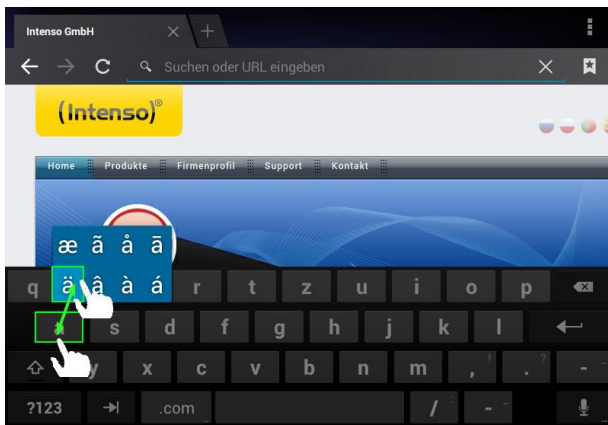 Intenso GmbH
Suchen oder URL eingeben
(Intenso)®
Home Produkte Firmenprofil Support Kontakt
æ ã å ā
ä â à á
q r t z u i o p
a s d f g h j k l
y x c v b n m , ! . ? -
?123 .com / : - _